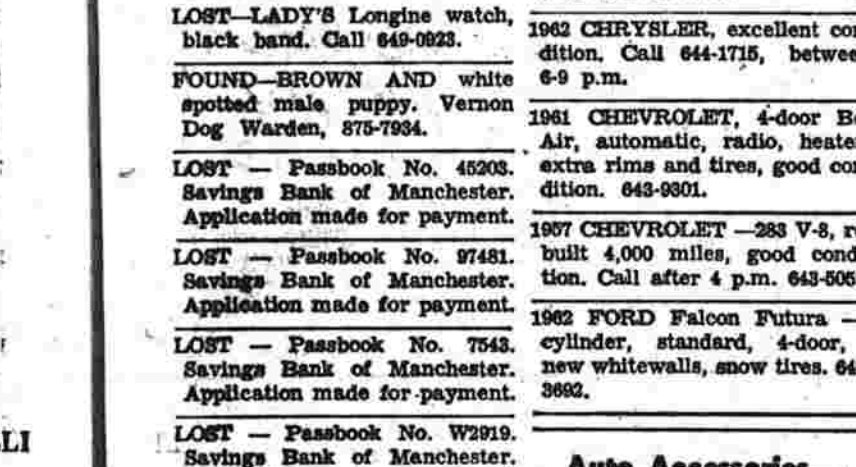 LI
LOST—LADY'S Longine watch,
black band. Call 649-0923.
FOUND—BROWN AND white
spotted male puppy. Vernon
Dog Warden, 875-7934.
LOST — Passbook No. 45203.
Savings Bank of Manchester.
Application made for payment.
LOST — Passbook No. 97481.
Savings Bank of Manchester.
Application made for payment.
LOST — Passbook No. 7543.
Savings Bank of Manchester.
Application made for payment.
LOST — Passbook No. W2919.
Savings Bank of Manchester.
1962 CHRYSLER, excellent con
dition. Call 644-1715, betwee
6-9 p.m.
1961 CHEVROLET, 4-door Be
Air, automatic, radio, heater
extra rims and tires, good con
dition. 643-9301.
1957 CHEVROLET —283 V-8, re
built 4,000 miles, good cond
tion. Call after 4 p.m. 643-505
1962 FORD Falcon Futura —
cylinder, standard, 4-door,
new whitewalls, snow tires. 64
3692.
Auto Accessories